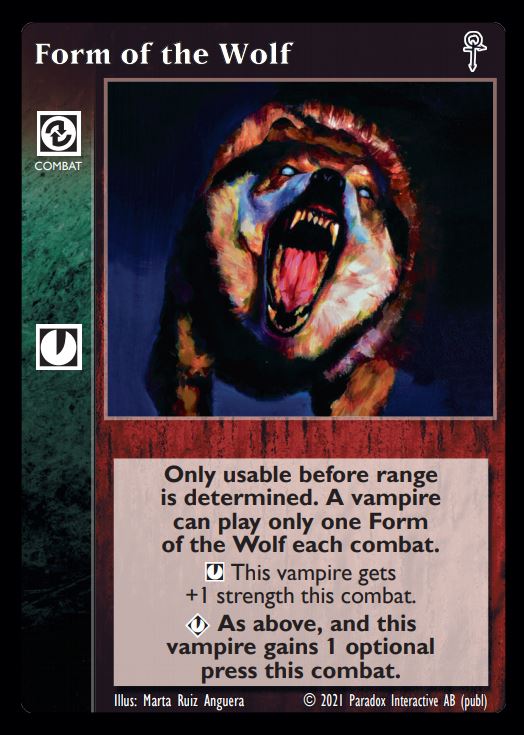 Form of the Wolf
COMBAT
Only usable before range
is determined. A vampire
can play only one Form
of the Wolf each combat.
This vampire gets
+1 strength this combat.
As above, and this
vampire gains 1 optional
press this combat.
Illus: Marta Ruiz Anguera © 2021 Paradox Interactive AB (publ)